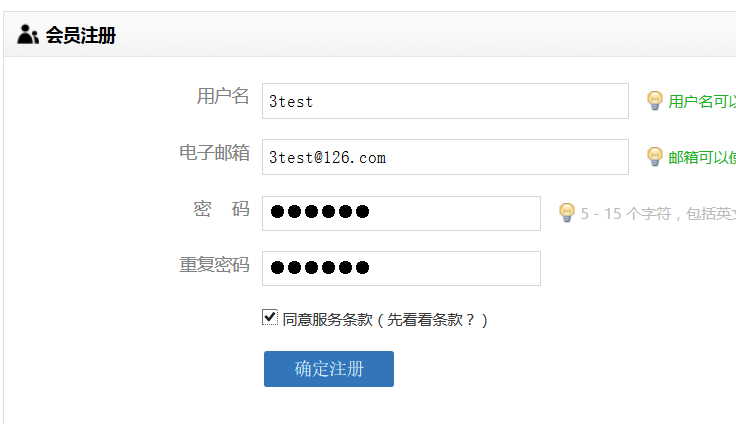 会员注册
用户名 3test 用户名可以
电子邮箱 3test@126.com 邮箱可以使
密 码 ●●●●●● 5 - 15 个字符，包括英文
重复密码 ●●●●●●
同意服务条款（先看看条款？）
确定注册